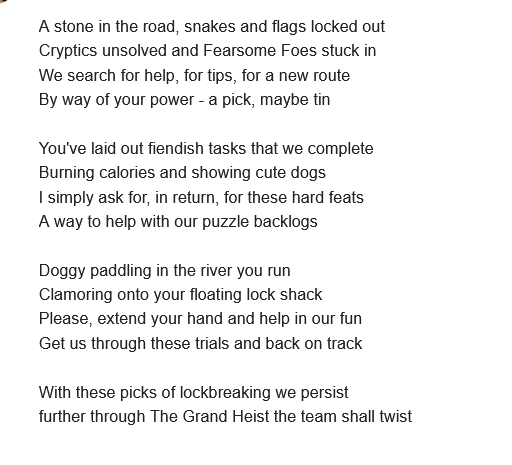 A stone in the road, snakes and flags locked out
Cryptics unsolved and Fearsome Foes stuck in
We search for help, for tips, for a new route
By way of your power - a pick, maybe tin
You've laid out fiendish tasks that we complete
Burning calories and showing cute dogs
I simply ask for, in return, for these hard feats
A way to help with our puzzle backlogs
Doggy paddling in the river you run
Clamoring onto your floating lock shack
Please, extend your hand and help in our fun
Get us through these trials and back on track
With these picks of lockbreaking we persist
further through The Grand Heist the team shall twist